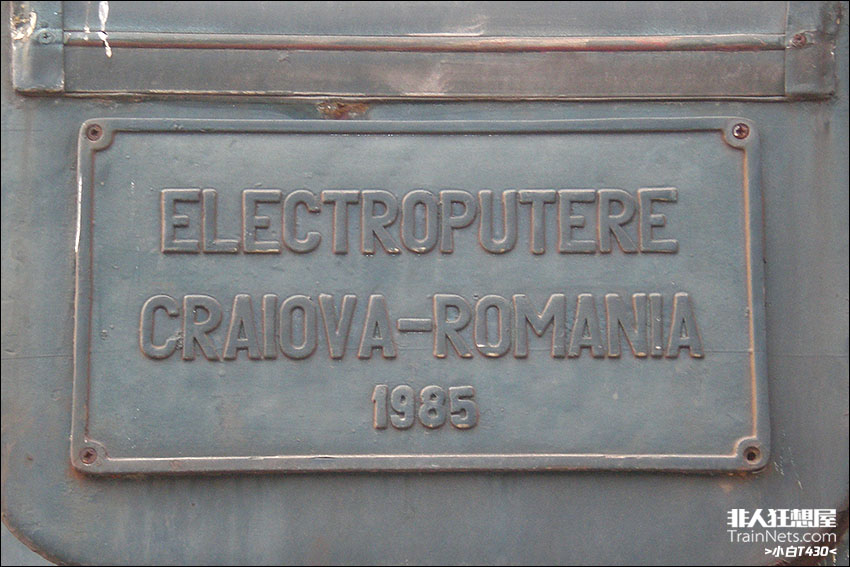 ELECTROPUTERE
CRAIOVA-ROMANIA
1985
非人狂想屋
TrainNets.com
>小白T430<